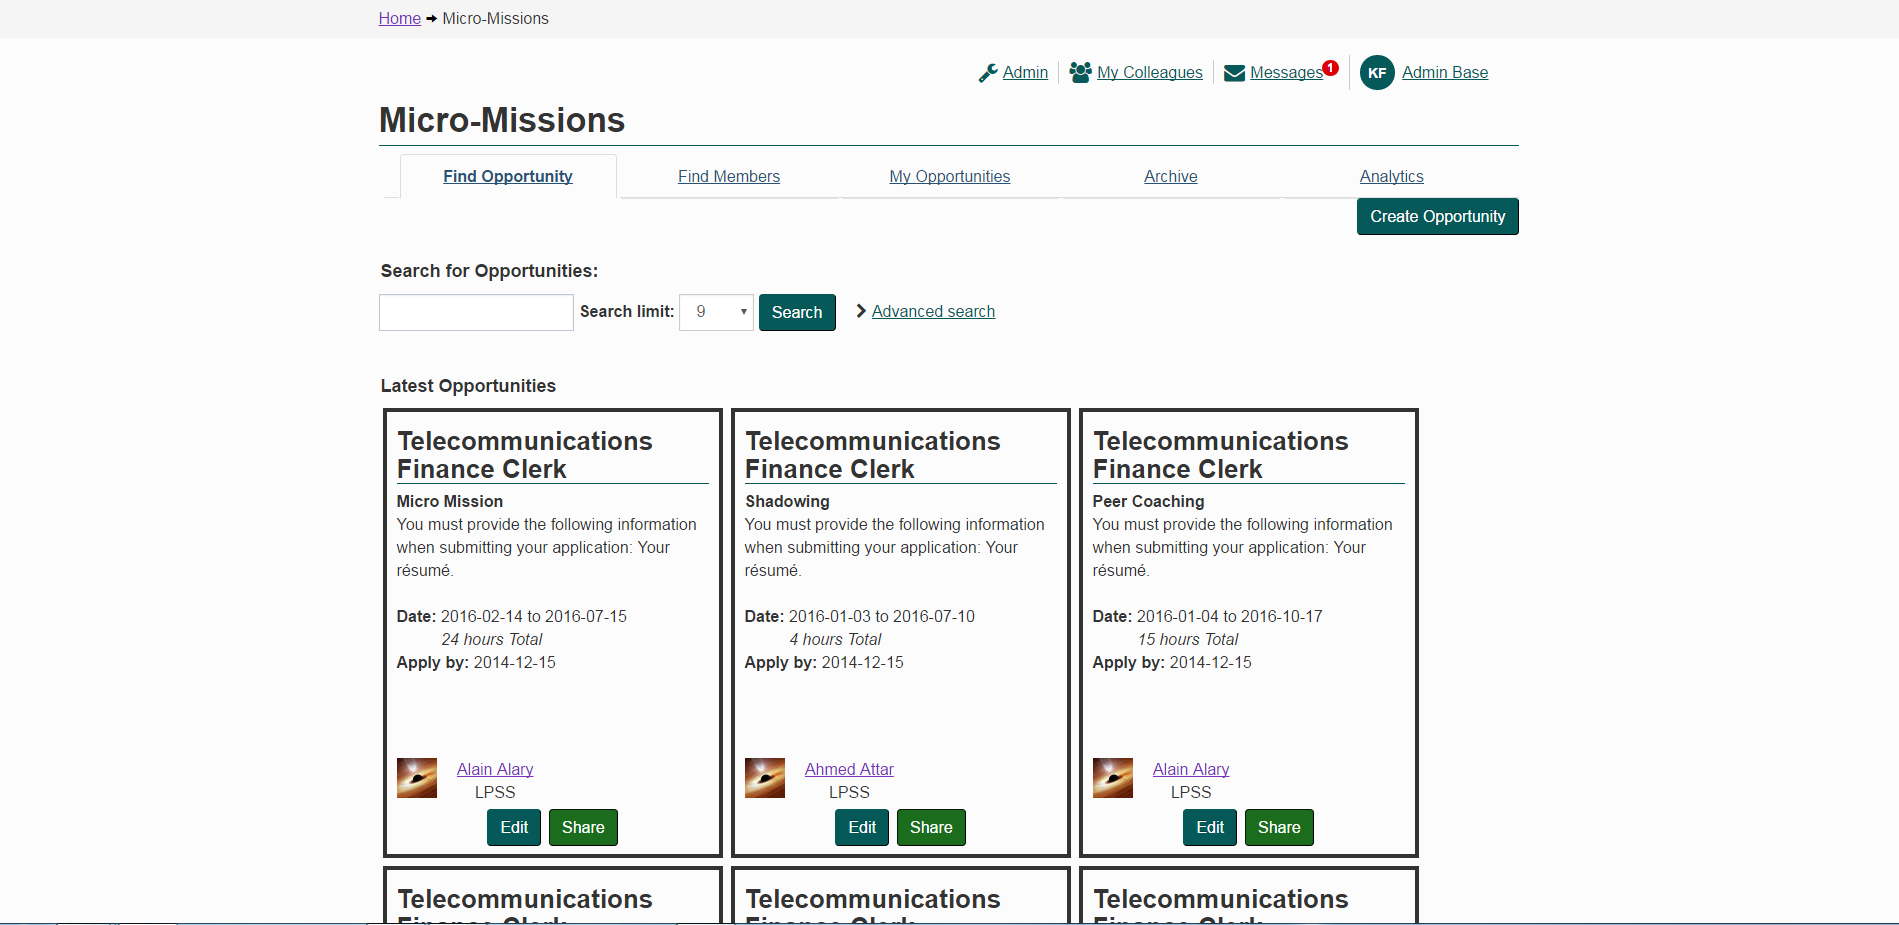 Home Micro-Missions
Admin My Colleagues Messages 1 KF Admin Base
Micro-Missions
Find Opportunity Find Members My Opportunities Archive Analytics
Create Opportunity
Search for Opportunities:
Search limit: 9 Search Advanced search
Latest Opportunities
Telecommunications
Finance Clerk
Micro Mission
You must provide the following information
when submitting your application: Your
résumé.
Date: 2016-02-14 to 2016-07-15
24 hours Total
Apply by: 2014-12-15
Alain Alary
LPSS
Edit Share
Telecommunications
Finance Clerk
Shadowing
You must provide the following information
when submitting your application: Your
résumé.
Date: 2016-01-03 to 2016-07-10
4 hours Total
Apply by: 2014-12-15
Ahmed Attar
LPSS
Edit Share
Telecommunications
Finance Clerk
Peer Coaching
You must provide the following information
when submitting your application: Your
résumé.
Date: 2016-01-04 to 2016-10-17
15 hours Total
Apply by: 2014-12-15
Alain Alary
LPSS
Edit Share
Telecommunications
Finance Clerk
Telecommunications
Finance Clerk
Telecommunications
Finance Clerk